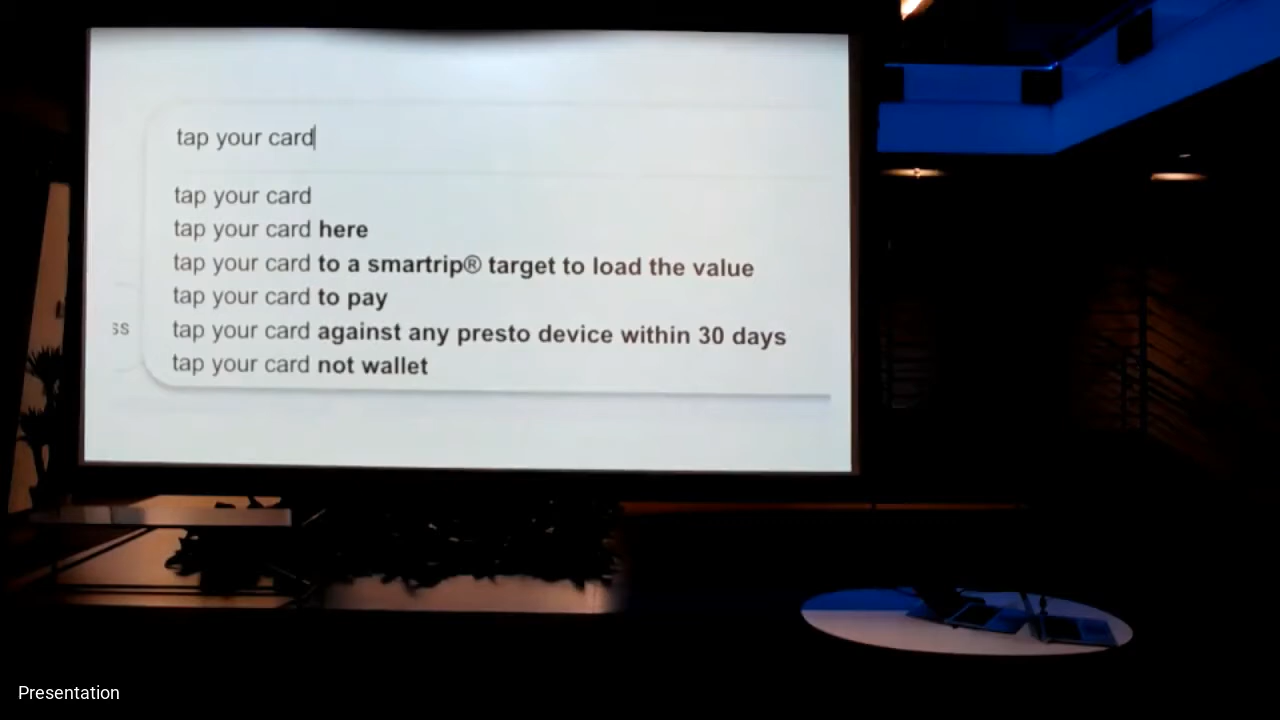 tap your card
tap your card
tap your card here
tap your card to a smartrip® target to load the value
tap your card to pay
ss
tap your card against any presto device within 30 days
tap your card not wallet
Presentation